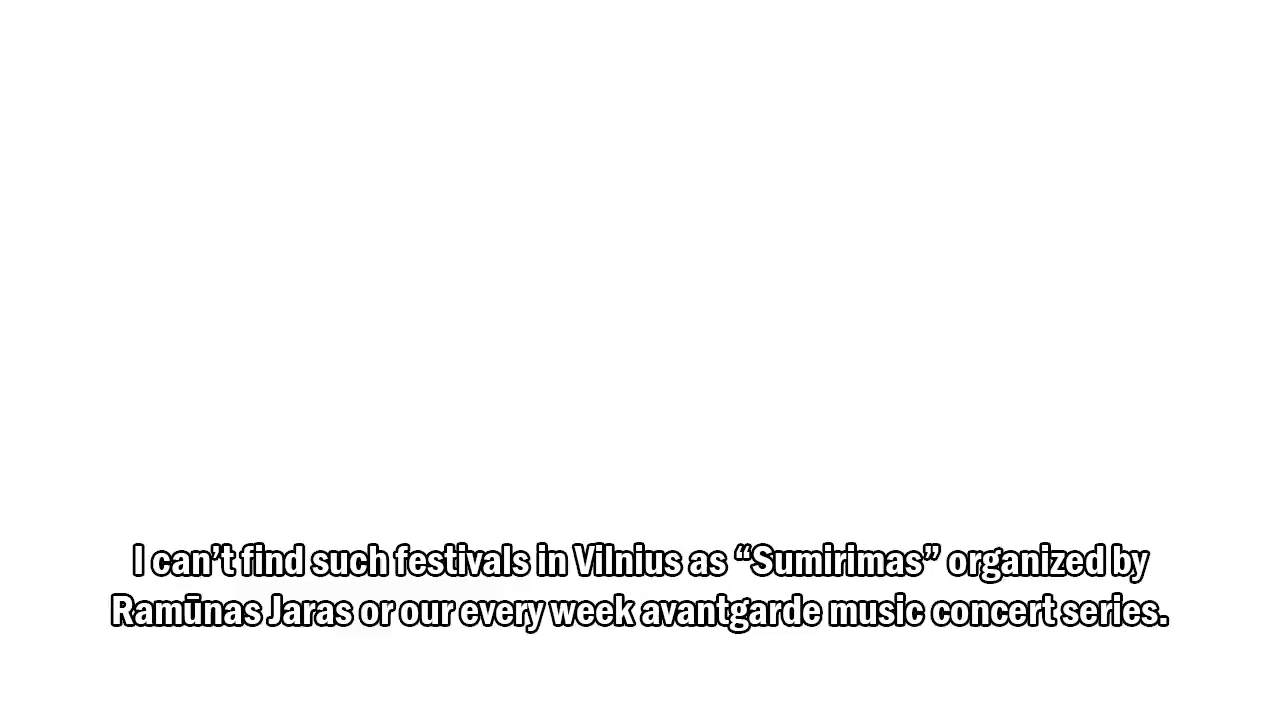 I can’t find such festivals in Vilnius as “Sumirimas” organized by
Ramūnas Jaras or our every week avantgarde music concert series.